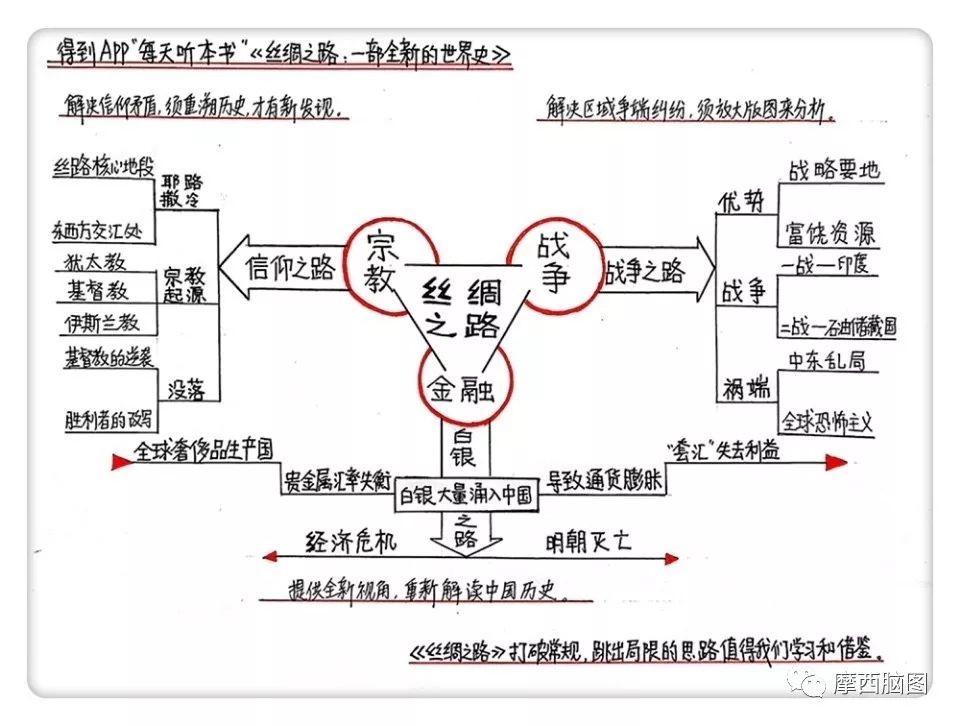 得到APP“每天听本书”《丝绸之路：一部全新的世界史》
解决信仰矛盾,须重溯历史,才有新发现。
解决区域争端纠纷,须放大版图来分析。
丝路核心地段
东西方交汇处
耶路撒冷
犹太教
基督教
伊斯兰教
宗教起源
基督教的逆袭
胜利者的改写
没落
信仰之路
宗教
丝绸之路
战争
战争之路
优势
战略要地
富饶资源
战争
一战—印度
二战—石油储藏国
祸端
中东乱局
全球恐怖主义
金融
白银之路
全球奢侈品生产国
贵金属汇率失衡
白银大量涌入中国
导致通货膨胀
“套汇”失去利益
经济危机
明朝灭亡
提供全新视角,重新解读中国历史。
《丝绸之路》打破常规,跳出局限的思路值得我们学习和借鉴。
摩西脑图